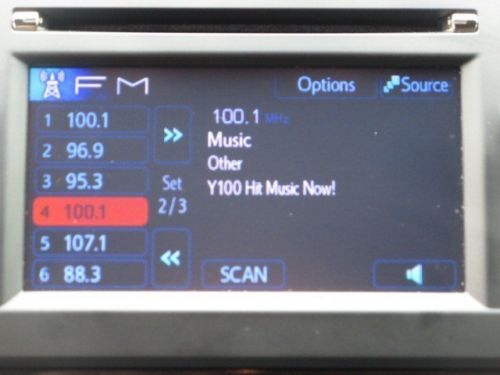 FM
Options
Source
1 100.1
2 96.9
3 95.3
4 100.1
5 107.1
6 88.3
>>
Set
2/3
<<
100.1 MHz
Music
Other
Y100 Hit Music Now!
SCAN